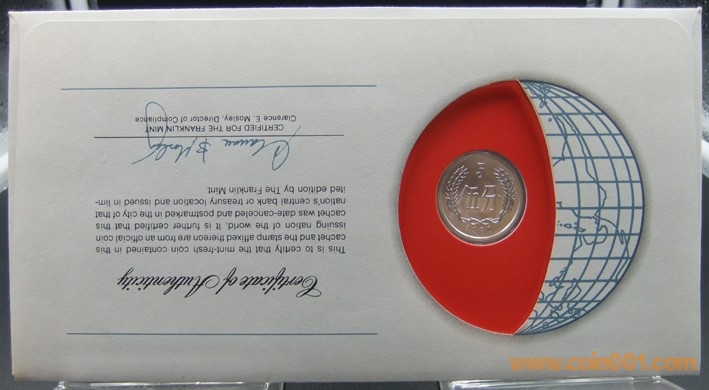 Certificate of Authenticity
This is to certify that the mint-fresh coin contained in this
cachet and the stamp affixed thereon are from an official coin
issuing nation of the world. It is further certified that this
cachet was date-canceled and postmarked in the city of that
nation's central bank or treasury location and issued in lim-
ited edition by The Franklin Mint.
CERTIFIED FOR THE FRANKLIN MINT
Clarence E. Mosley, Director of Compliance
5
伍分
www.coin001.com